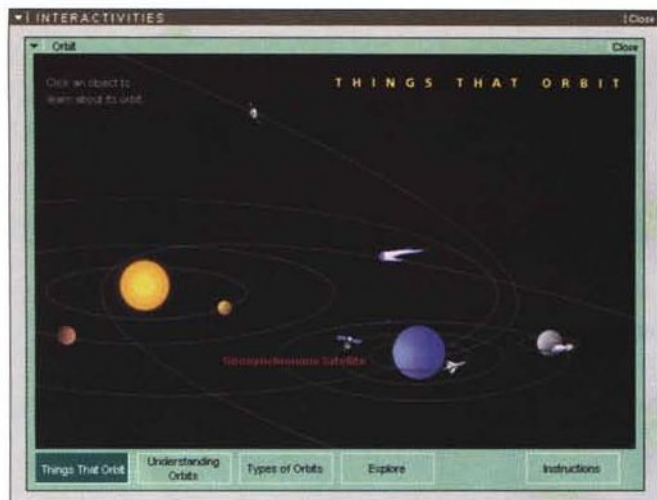 INTERACTIVITIES
Close
Orbit
Close
Click an object to
learn about its orbit.
THINGS THAT ORBIT
Geosynchronous Satellite
Things That Orbit
Understanding
Orbits
Types of Orbits
Explore
Instructions